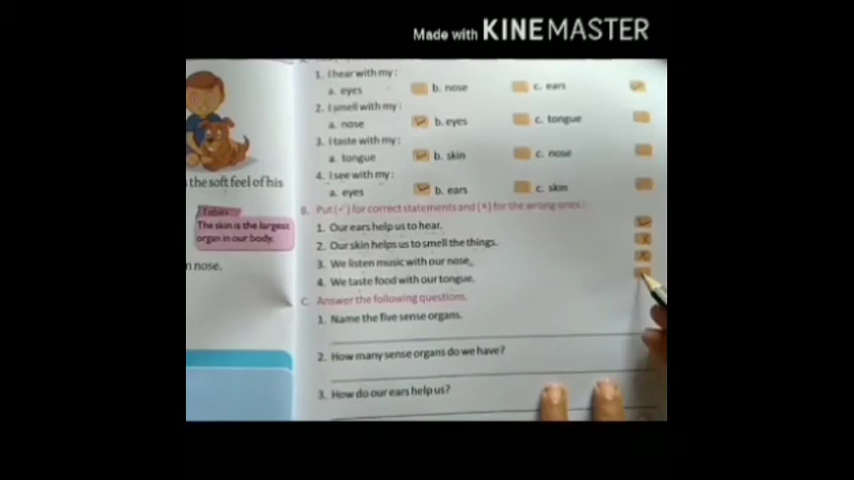 Made with KINEMASTER
the soft feel of his
The skin is the largest
organ in our body.
n nose.
1. I hear with my :
a. eyes b. nose c. ears
2. I smell with my :
a. nose b. eyes c. tongue
3. I taste with my :
a. tongue b. skin c. nose
4. I see with my :
a. eyes b. ears c. skin
B. Put (✓) for correct statements and (×) for the wrong ones :
1. Our ears help us to hear.
2. Our skin helps us to smell the things.
3. We listen music with our nose.
4. We taste food with our tongue.
C. Answer the following questions.
1. Name the five sense organs.
2. How many sense organs do we have?
3. How do our ears help us?